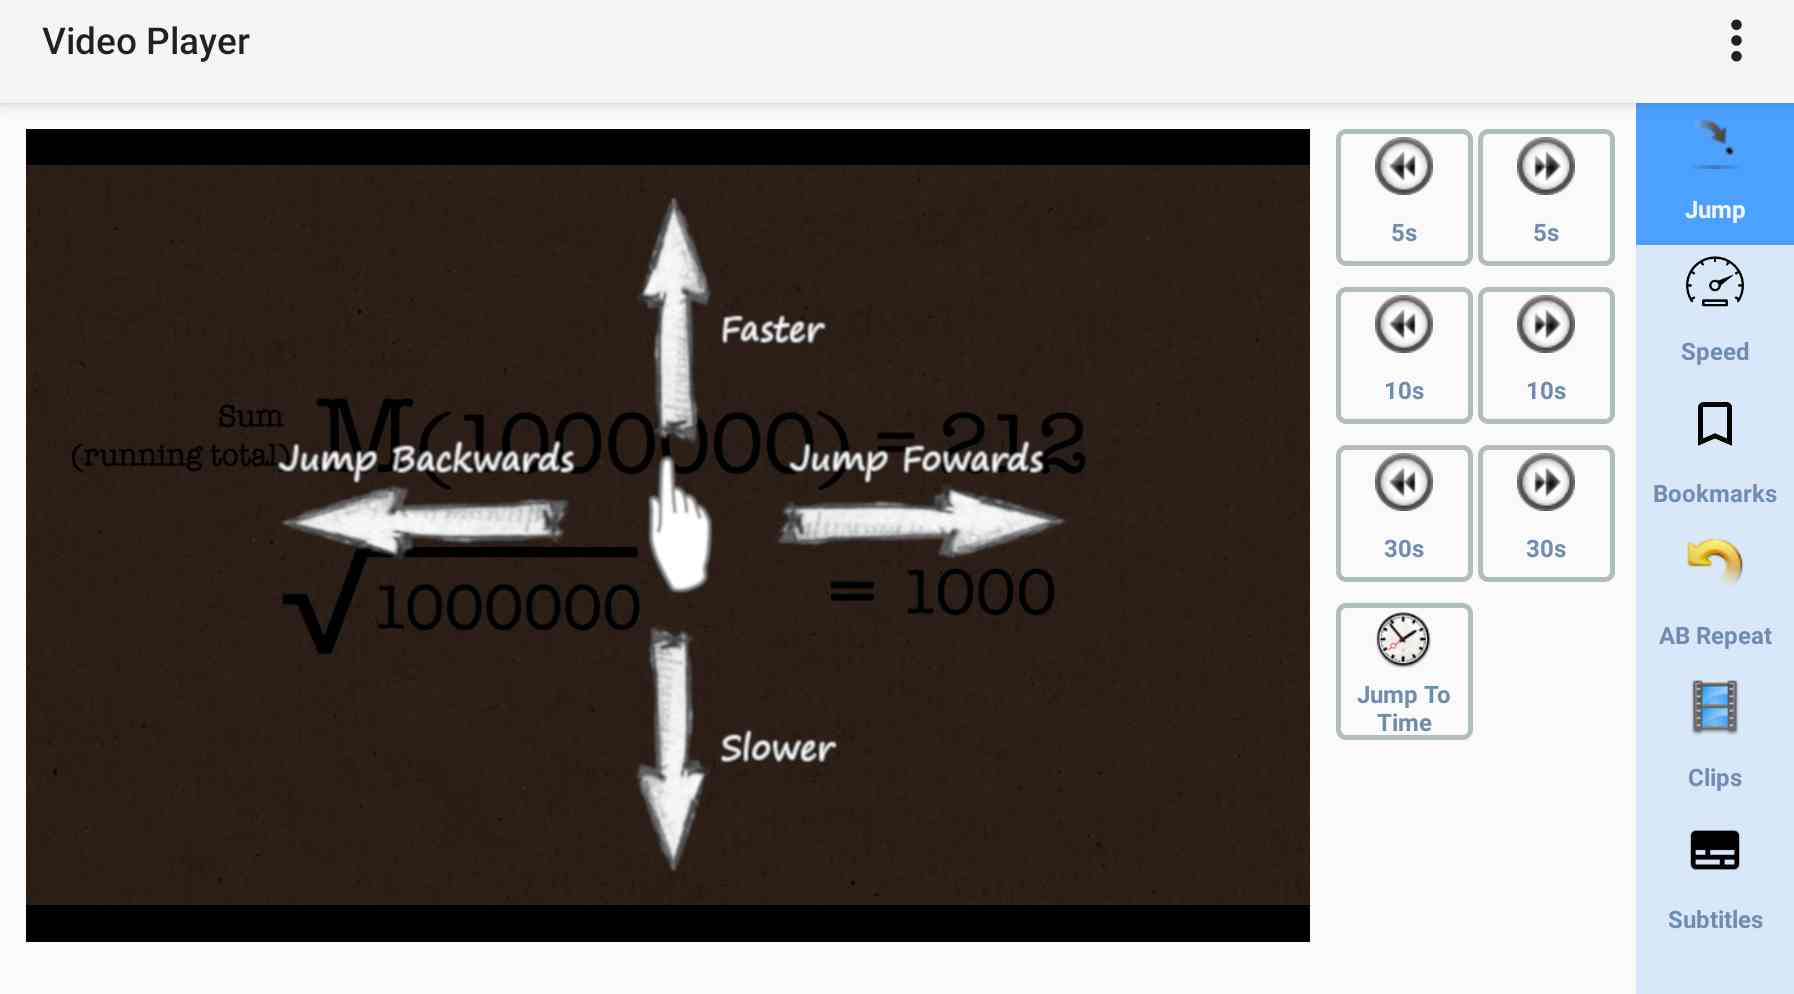 Video Player
Faster
Sum
(running total)
M(1000000) = 212
Jump Backwards
Jump Fowards
√1000000 = 1000
Slower
5s 5s
10s 10s
30s 30s
Jump To
Time
Jump
Speed
Bookmarks
AB Repeat
Clips
Subtitles